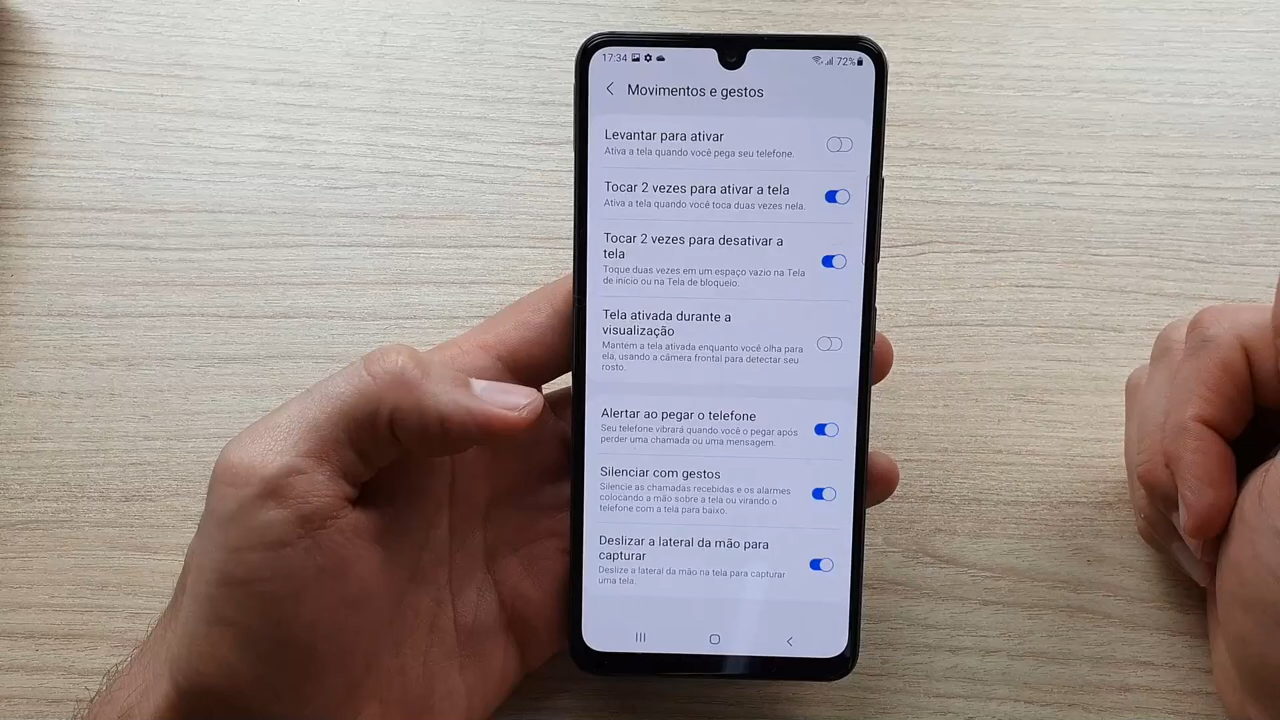 17:34 72%
Movimentos e gestos
Levantar para ativar
Ativa a tela quando você pega seu telefone.
Tocar 2 vezes para ativar a tela
Ativa a tela quando você toca duas vezes nela.
Tocar 2 vezes para desativar a
tela
Toque duas vezes em um espaço vazio na Tela
de início ou na Tela de bloqueio.
Tela ativada durante a
visualização
Mantém a tela ativada enquanto você olha para
ela, usando a câmera frontal para detectar seu
rosto.
Alertar ao pegar o telefone
Seu telefone vibrará quando você o pegar após
perder uma chamada ou uma mensagem.
Silenciar com gestos
Silencie as chamadas recebidas e os alarmes
colocando a mão sobre a tela ou virando o
telefone com a tela para baixo.
Deslizar a lateral da mão para
capturar
Deslize a lateral da mão na tela para capturar
uma tela.